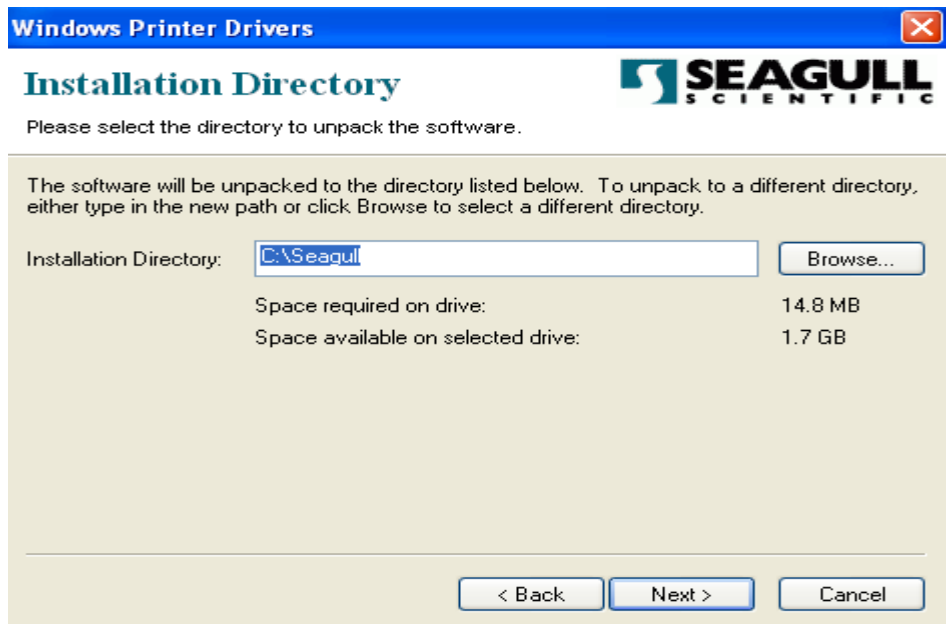 Windows Printer Drivers
Installation Directory
SEAGULL
SCIENTIFIC
Please select the directory to unpack the software.
The software will be unpacked to the directory listed below. To unpack to a different directory,
either type in the new path or click Browse to select a different directory.
Installation Directory: C:\Seagull Browse...
Space required on drive: 14.8 MB
Space available on selected drive: 1.7 GB
< Back Next > Cancel